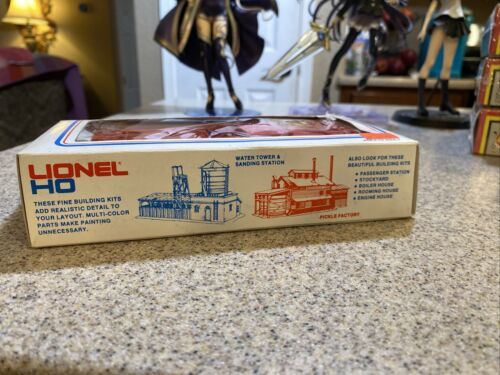 LIONEL
HO
THESE FINE BUILDING KITS
ADD REALISTIC DETAIL TO
YOUR LAYOUT. MULTI-COLOR
PARTS MAKE PAINTING
UNNECESSARY.
WATER TOWER &
SANDING STATION
PICKLE FACTORY
ALSO LOOK FOR THESE
BEAUTIFUL BUILDING KITS
• PASSENGER STATION
• STOCKYARD
• BOILER HOUSE
• ROOMING HOUSE
• ENGINE HOUSE